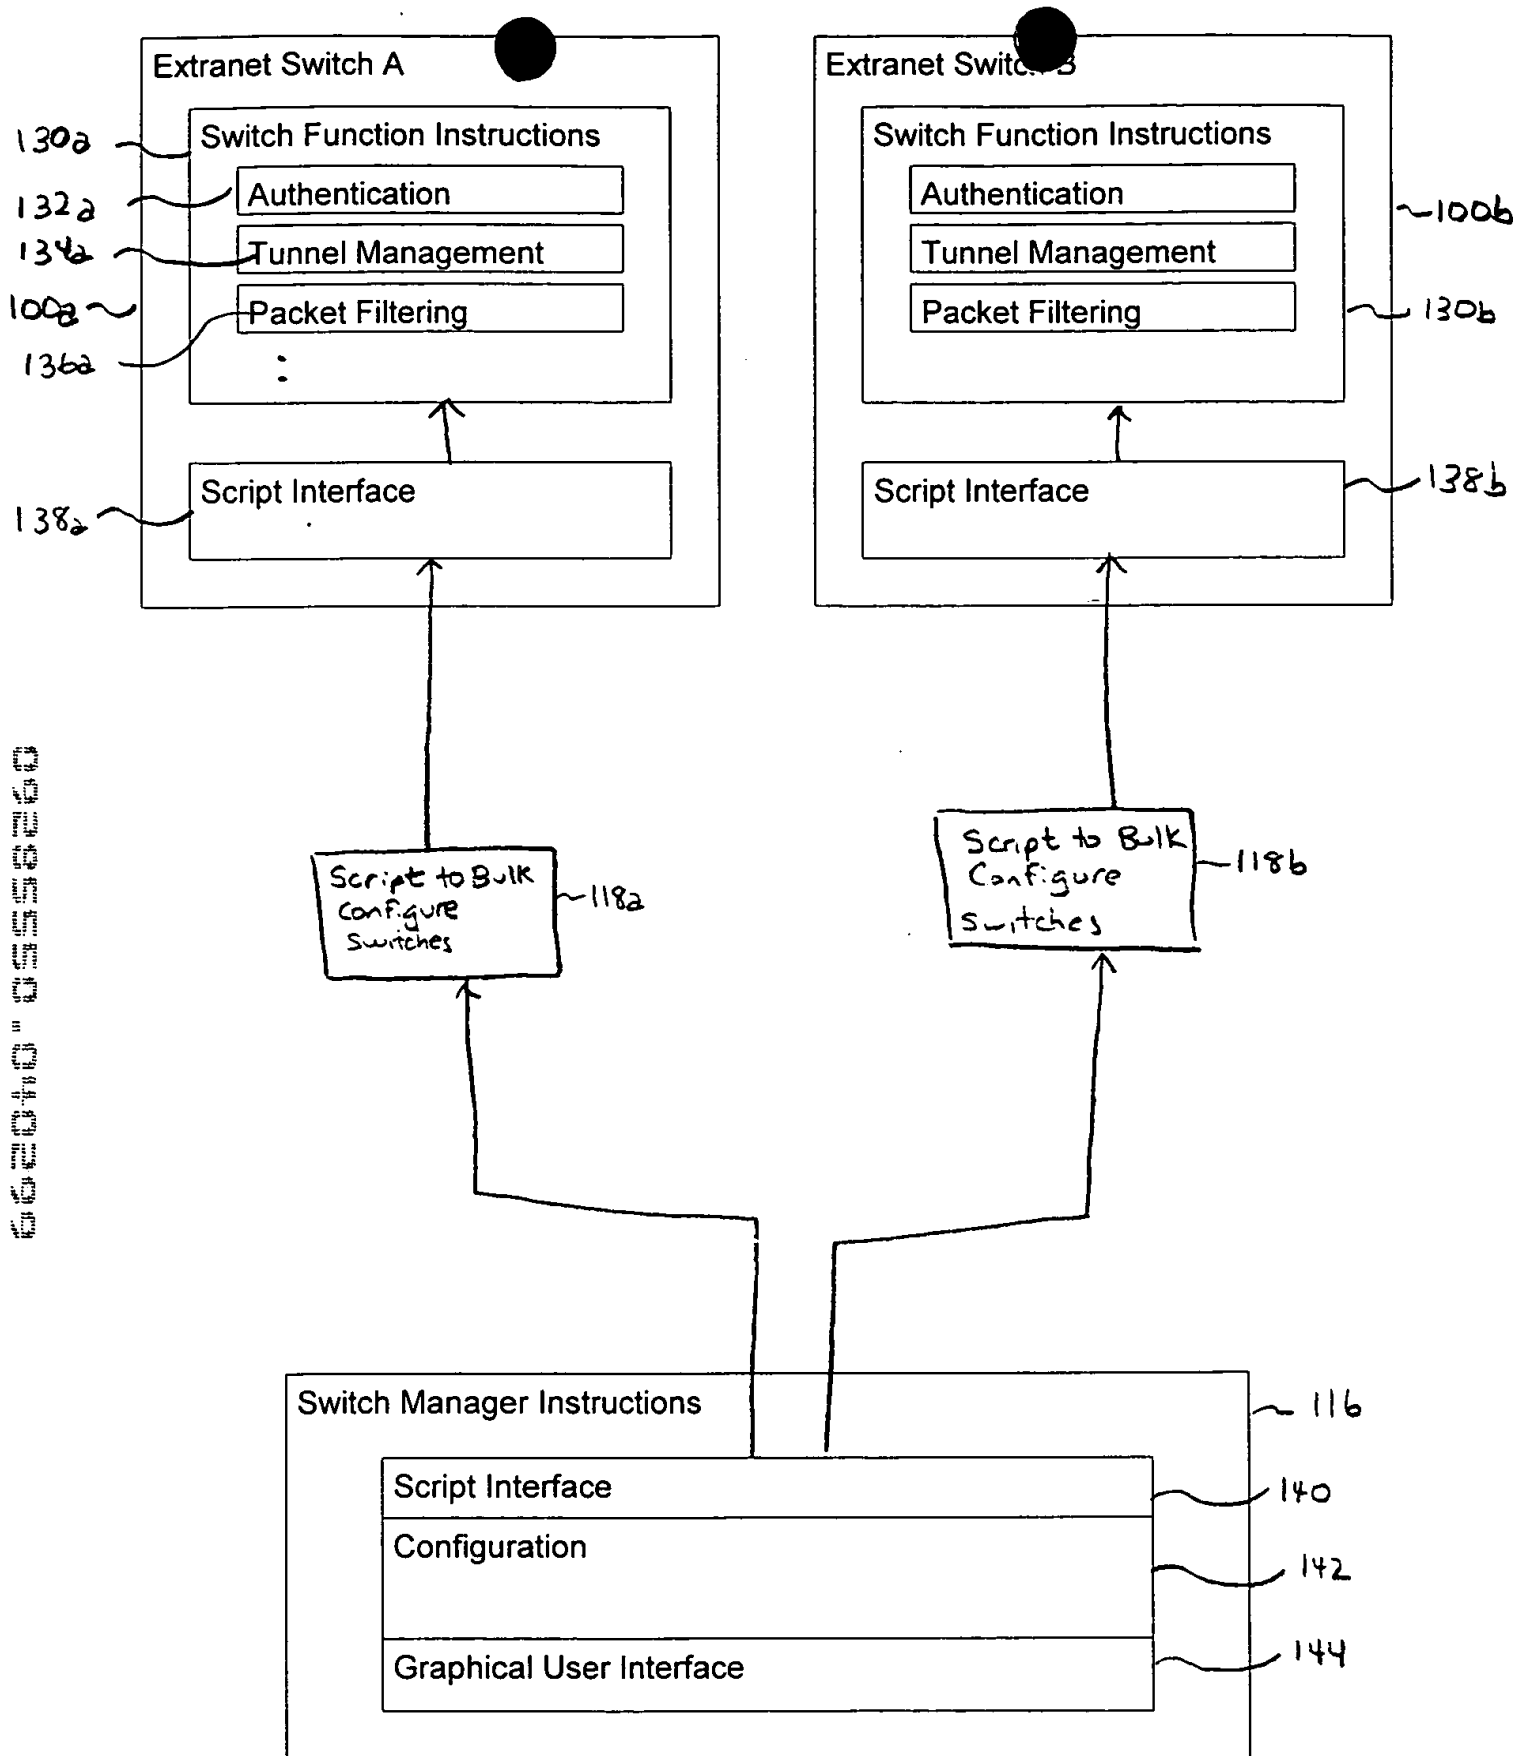 Extranet Switch A
130a
Switch Function Instructions
132a
Authentication
134a
Tunnel Management
100a
Packet Filtering
136a
:
138a
Script Interface
Extranet Switch B
Switch Function Instructions
Authentication
100b
Tunnel Management
Packet Filtering
130b
Script Interface
138b
Script to Bulk
Configure
Switches
118a
Script to Bulk
Configure
Switches
118b
Switch Manager Instructions
116
Script Interface
140
Configuration
142
Graphical User Interface
144